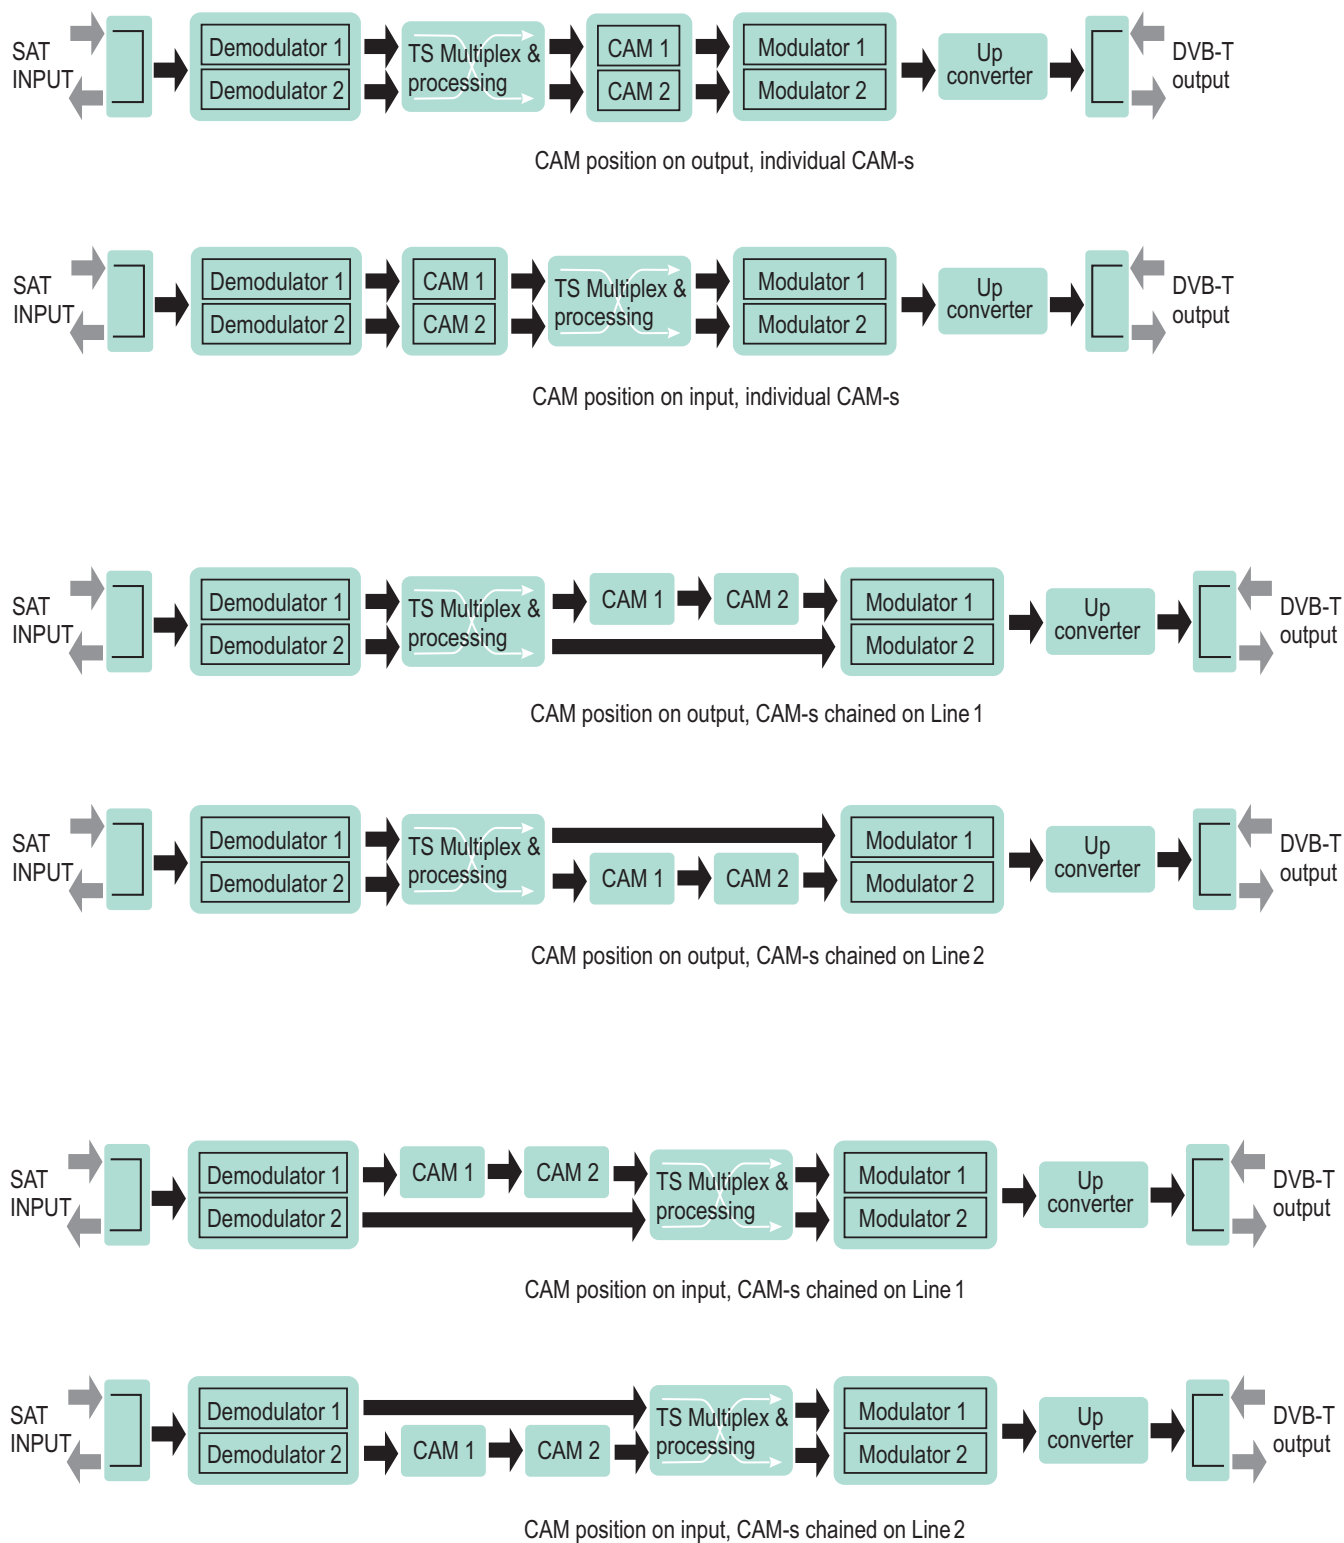 SAT
INPUT
Demodulator 1
Demodulator 2
TS Multiplex &
processing
CAM 1
CAM 2
Modulator 1
Modulator 2
Up
converter
DVB-T
output
CAM position on output, individual CAM-s
SAT
INPUT
Demodulator 1
Demodulator 2
CAM 1
CAM 2
TS Multiplex &
processing
Modulator 1
Modulator 2
Up
converter
DVB-T
output
CAM position on input, individual CAM-s
SAT
INPUT
Demodulator 1
Demodulator 2
TS Multiplex &
processing
CAM 1
CAM 2
Modulator 1
Modulator 2
Up
converter
DVB-T
output
CAM position on output, CAM-s chained on Line 1
SAT
INPUT
Demodulator 1
Demodulator 2
TS Multiplex &
processing
CAM 1
CAM 2
Modulator 1
Modulator 2
Up
converter
DVB-T
output
CAM position on output, CAM-s chained on Line 2
SAT
INPUT
Demodulator 1
Demodulator 2
CAM 1
CAM 2
TS Multiplex &
processing
Modulator 1
Modulator 2
Up
converter
DVB-T
output
CAM position on input, CAM-s chained on Line 1
SAT
INPUT
Demodulator 1
Demodulator 2
CAM 1
CAM 2
TS Multiplex &
processing
Modulator 1
Modulator 2
Up
converter
DVB-T
output
CAM position on input, CAM-s chained on Line 2